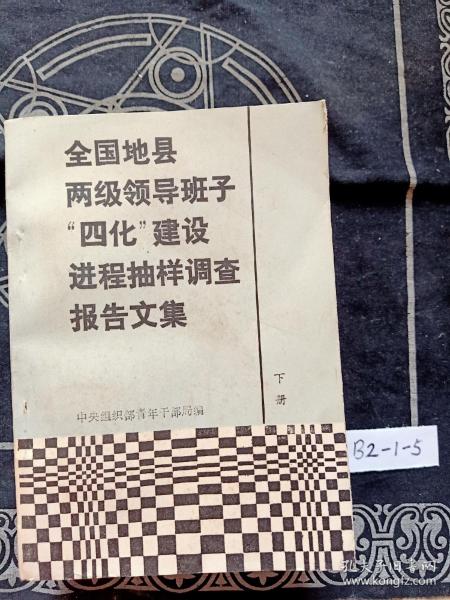 全国地县
两级领导班子
“四化”建设
进程抽样调查
报告文集
下册
中央组织部青年干部局编
B2-1-5
孔夫子旧书网
www.kongfz.com